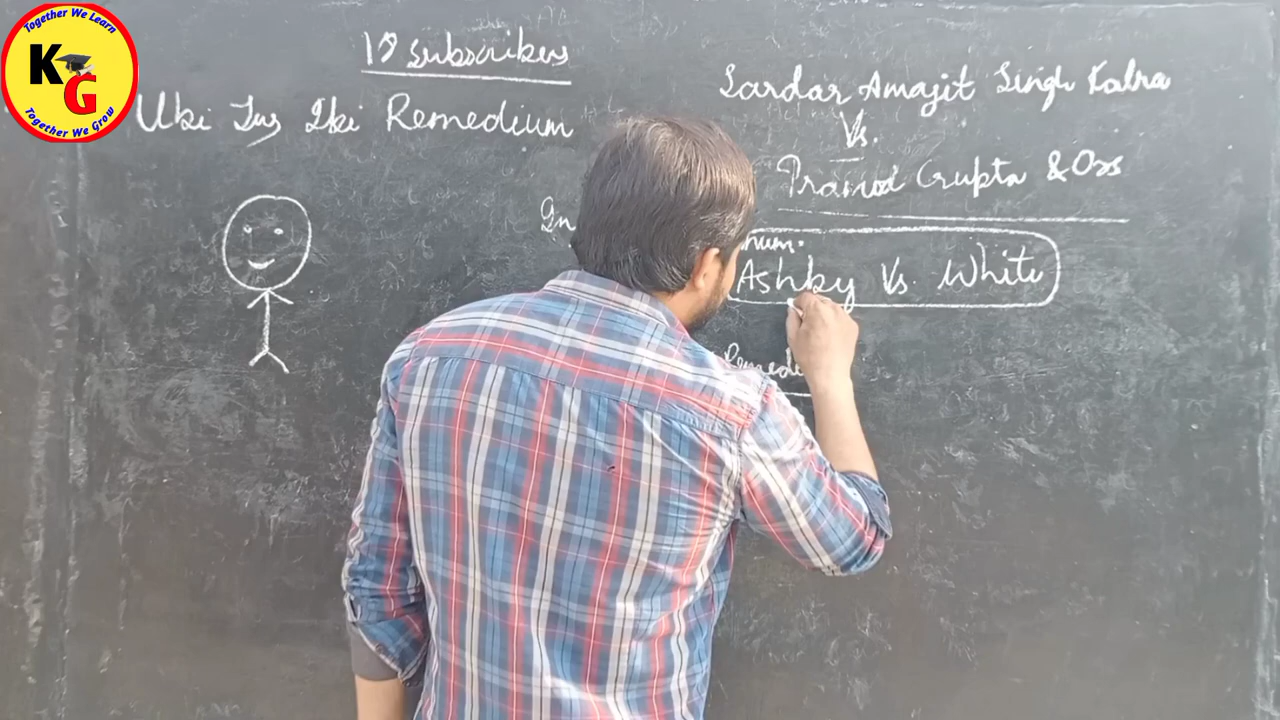 Together We Learn
KG
Together We Grow
10 subscribers
Ubi Jus Ibi Remedium
Sardar Amajit Singh Kalra
Vs.
Pramod Gupta & Ors
Ashby Vs. White